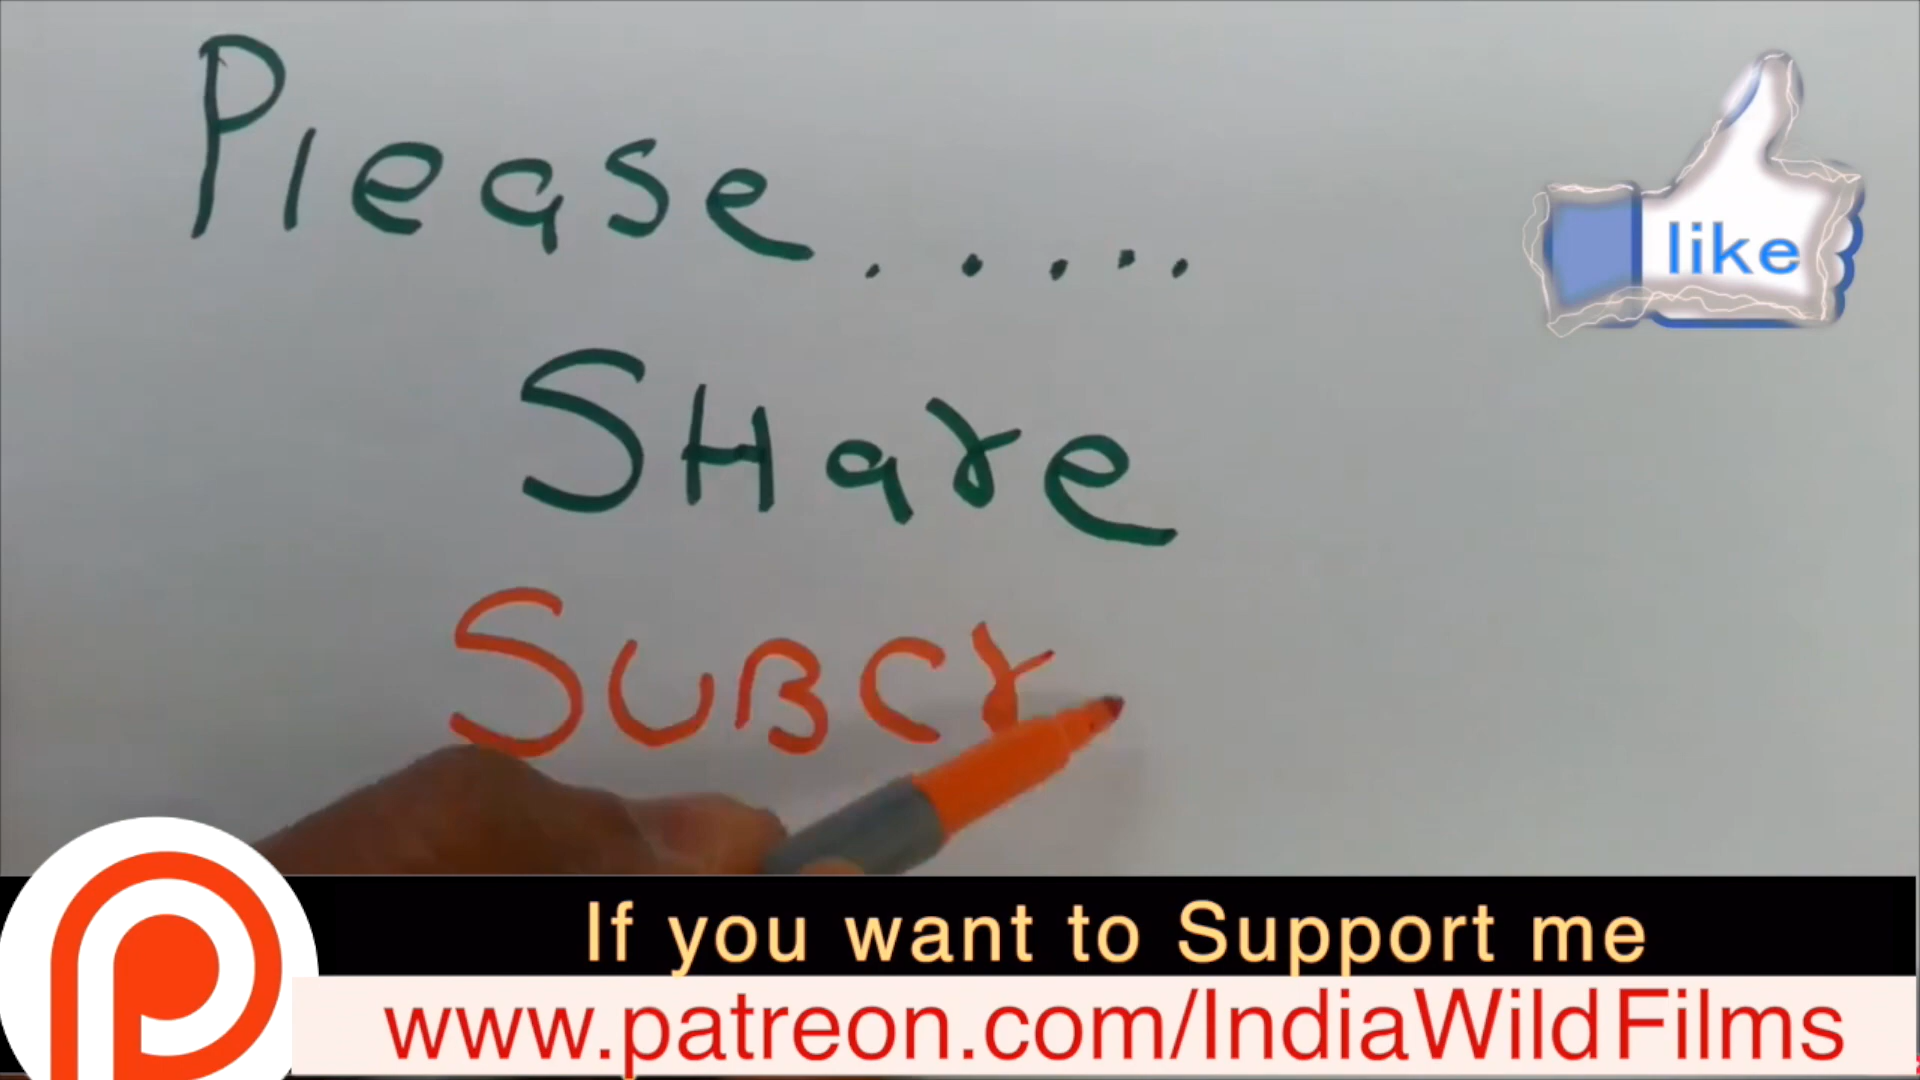 Please.....
like
SHare
SUBCr
If you want to Support me
www.patreon.com/IndiaWildFilms